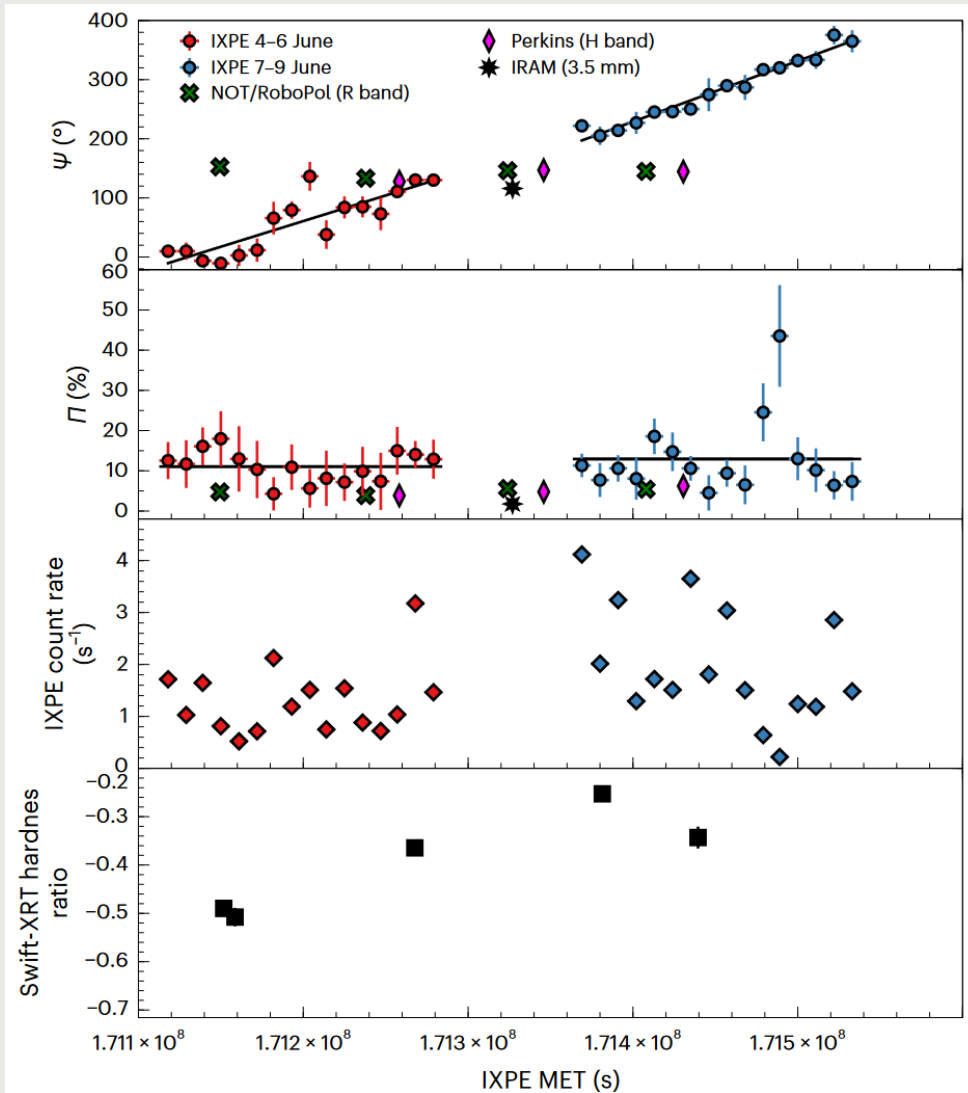 400
300
200
100
0
Ψ (°)
IXPE 4–6 June
IXPE 7–9 June
NOT/RoboPol (R band)
Perkins (H band)
IRAM (3.5 mm)
60
50
40
30
20
10
0
Π (%)
4
3
2
1
0
IXPE count rate
(s⁻¹)
−0.2
−0.3
−0.4
−0.5
−0.6
−0.7
Swift-XRT hardnes
ratio
1.711 × 10⁸
1.712 × 10⁸
1.713 × 10⁸
1.714 × 10⁸
1.715 × 10⁸
IXPE MET (s)